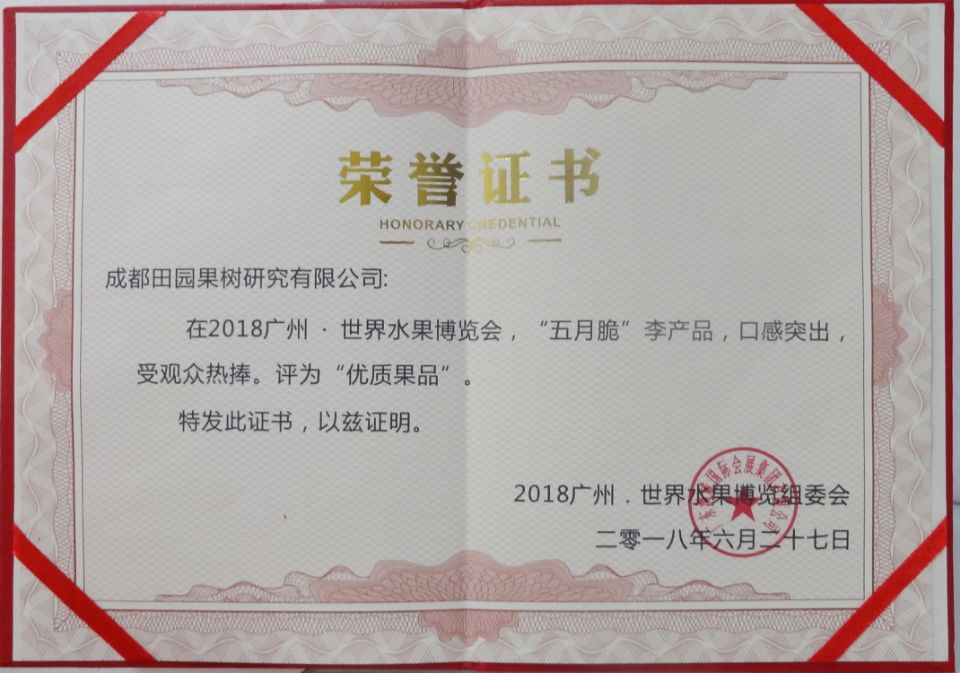 荣誉证书
HONORARY CREDENTIAL
成都田园果树研究有限公司:
在2018广州·世界水果博览会，“五月脆”李产品，口感突出，
受观众热捧。评为“优质果品”。
特发此证书，以兹证明。
2018广州.世界水果博览组委会
二零一八年六月二十七日